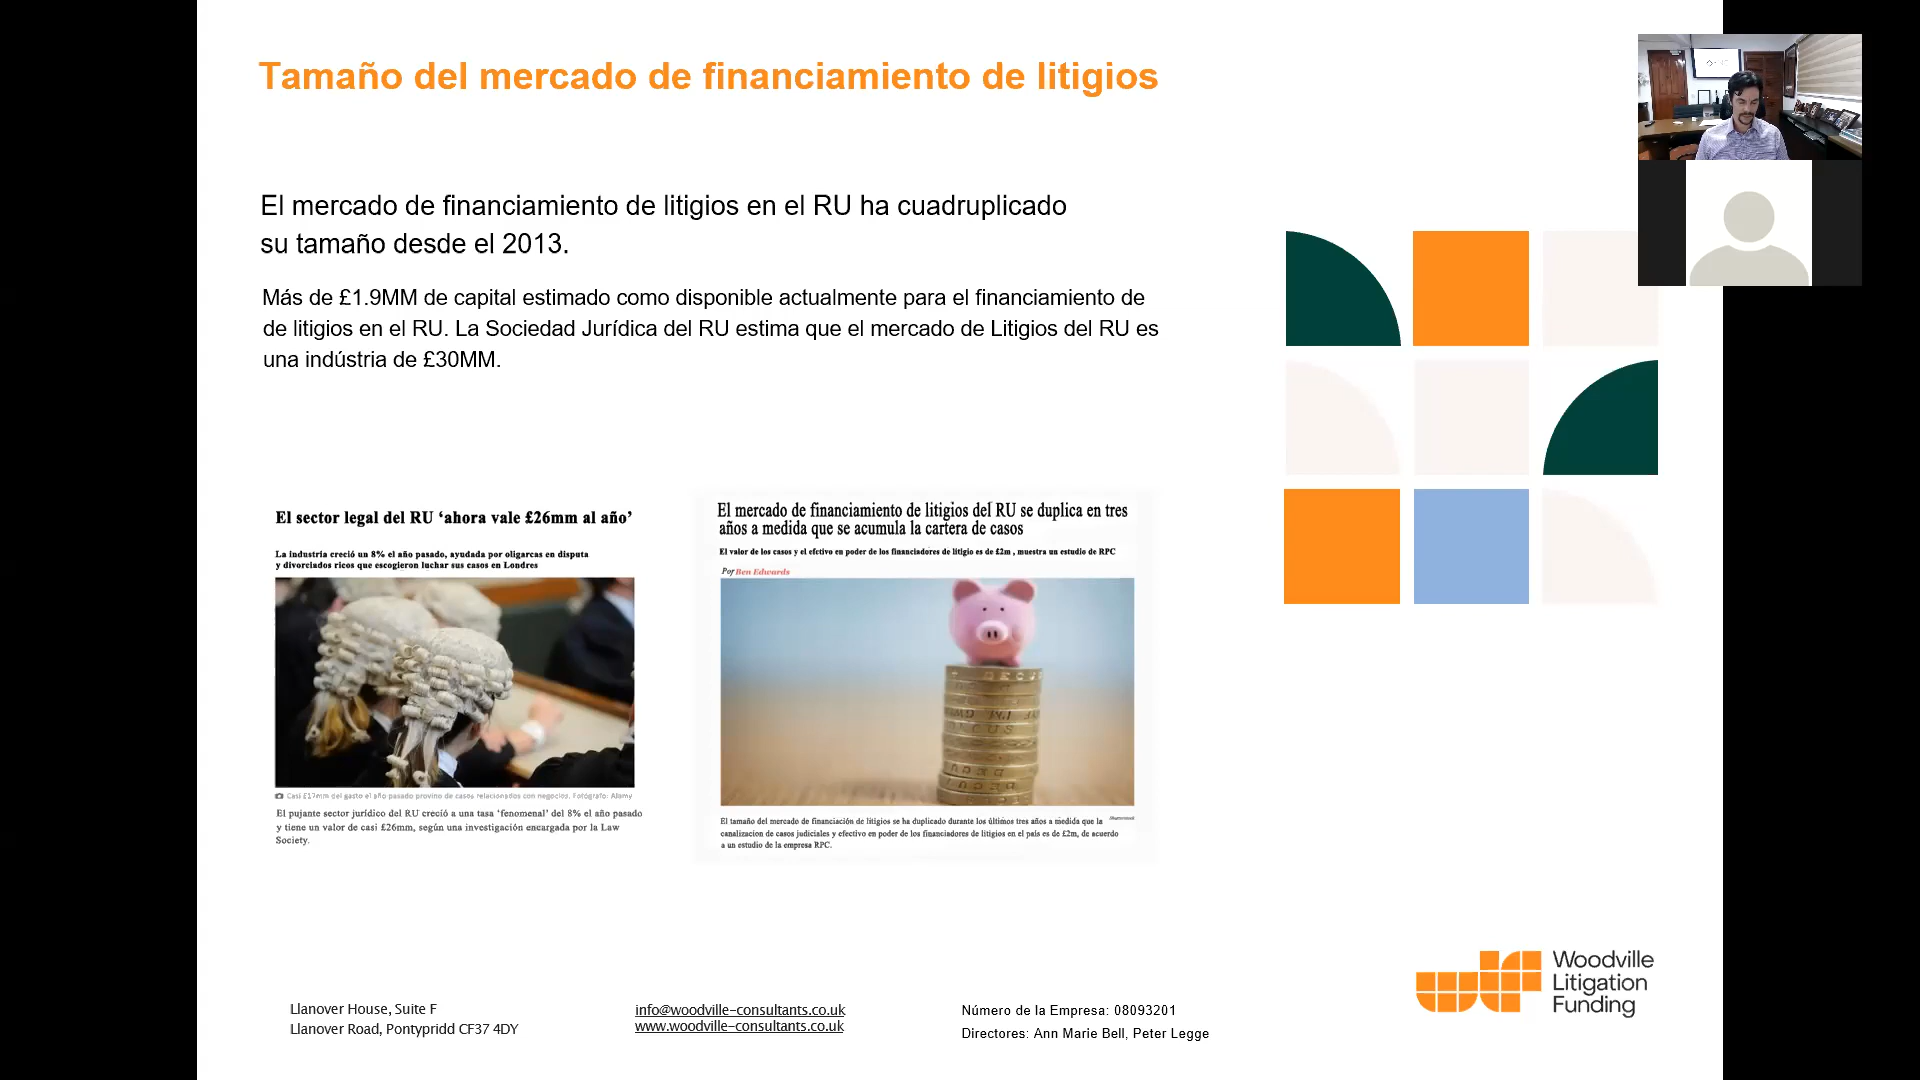 Tamaño del mercado de financiamiento de litigios
El mercado de financiamiento de litigios en el RU ha cuadruplicado
su tamaño desde el 2013.
Más de £1.9MM de capital estimado como disponible actualmente para el financiamiento de
de litigios en el RU. La Sociedad Jurídica del RU estima que el mercado de Litigios del RU es
una indústria de £30MM.
El sector legal del RU ‘ahora vale £26mm al año’
La industria creció un 8% el año pasado, ayudada por oligarcas en disputa
y divorciados ricos que escogieron luchar sus casos en Londres
Casi £17mm del gasto el año pasado provino de casos relacionados con negocios. Fotógrafo: Alamy
El pujante sector jurídico del RU creció a una tasa ‘fenomenal’ del 8% el año pasado
y tiene un valor de casi £26mm, según una investigación encargada por la Law
Society.
El mercado de financiamiento de litigios del RU se duplica en tres
años a medida que se acumula la cartera de casos
El valor de los casos y el efctivo en poder de los financiadores de litigio es de £2m , muestra un estudio de RPC
Por Ben Edwards
El tamaño del mercado de financiación de litigios se ha duplicado durante los últimos tres años a medida que la
canalizacion de casos judiciales y efectivo en poder de los financiadores de litigios en el país es de £2m, de acuerdo
a un estudio de la empresa RPC.
Woodville
Litigation
Funding
Llanover House, Suite F
Llanover Road, Pontypridd CF37 4DY
info@woodville-consultants.co.uk
www.woodville-consultants.co.uk
Número de la Empresa: 08093201
Directores: Ann Marie Bell, Peter Legge